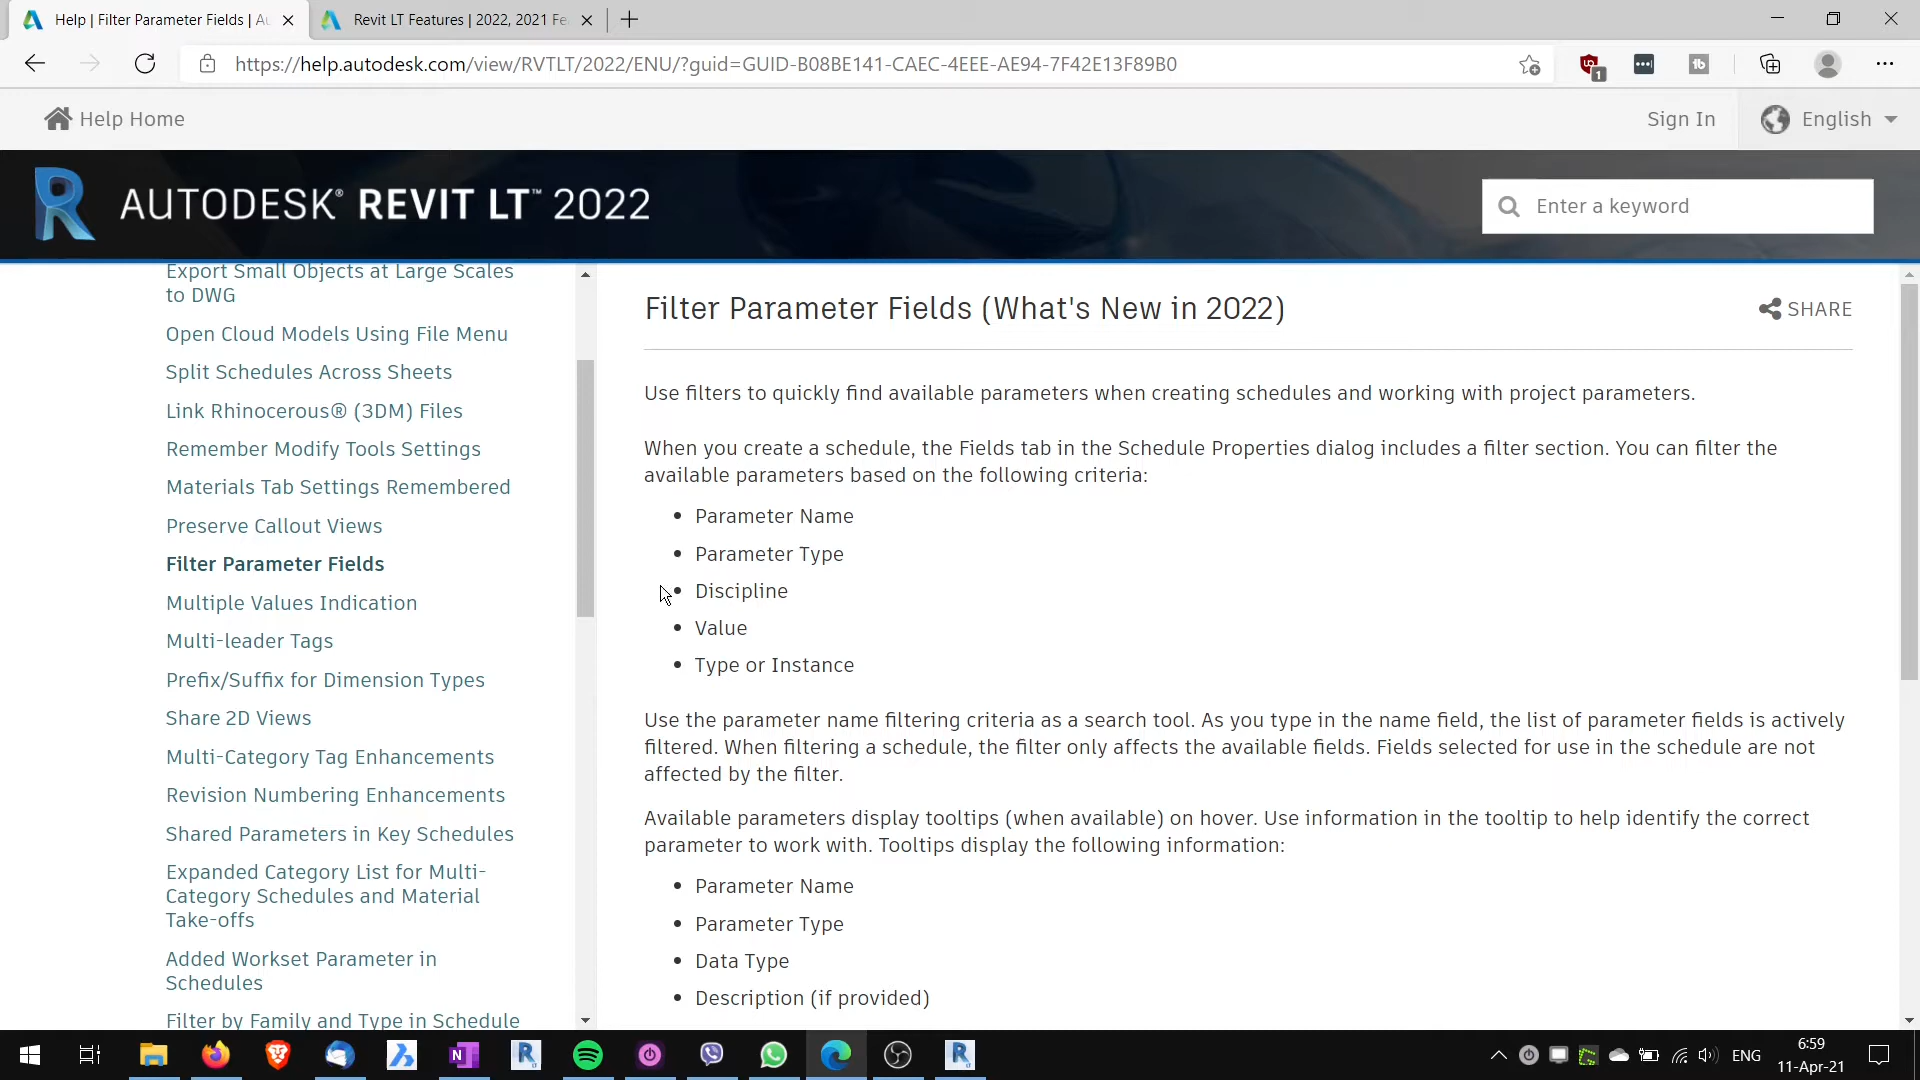 Help | Filter Parameter Fields | Au
Revit LT Features | 2022, 2021 Fe
https://help.autodesk.com/view/RVTLT/2022/ENU/?guid=GUID-B08BE141-CAEC-4EEE-AE94-7F42E13F89B0
1
tb
Help Home
Sign In
English
AUTODESK® REVIT LT™ 2022
Enter a keyword
Export Small Objects at Large Scales
to DWG
Open Cloud Models Using File Menu
Split Schedules Across Sheets
Link Rhinocerous® (3DM) Files
Remember Modify Tools Settings
Materials Tab Settings Remembered
Preserve Callout Views
Filter Parameter Fields
Multiple Values Indication
Multi-leader Tags
Prefix/Suffix for Dimension Types
Share 2D Views
Multi-Category Tag Enhancements
Revision Numbering Enhancements
Shared Parameters in Key Schedules
Expanded Category List for Multi-
Category Schedules and Material
Take-offs
Added Workset Parameter in
Schedules
Filter by Family and Type in Schedule
Filter Parameter Fields (What's New in 2022)
SHARE
Use filters to quickly find available parameters when creating schedules and working with project parameters.
When you create a schedule, the Fields tab in the Schedule Properties dialog includes a filter section. You can filter the
available parameters based on the following criteria:
• Parameter Name
• Parameter Type
• Discipline
• Value
• Type or Instance
Use the parameter name filtering criteria as a search tool. As you type in the name field, the list of parameter fields is actively
filtered. When filtering a schedule, the filter only affects the available fields. Fields selected for use in the schedule are not
affected by the filter.
Available parameters display tooltips (when available) on hover. Use information in the tooltip to help identify the correct
parameter to work with. Tooltips display the following information:
• Parameter Name
• Parameter Type
• Data Type
• Description (if provided)
ENG
6:59
11-Apr-21